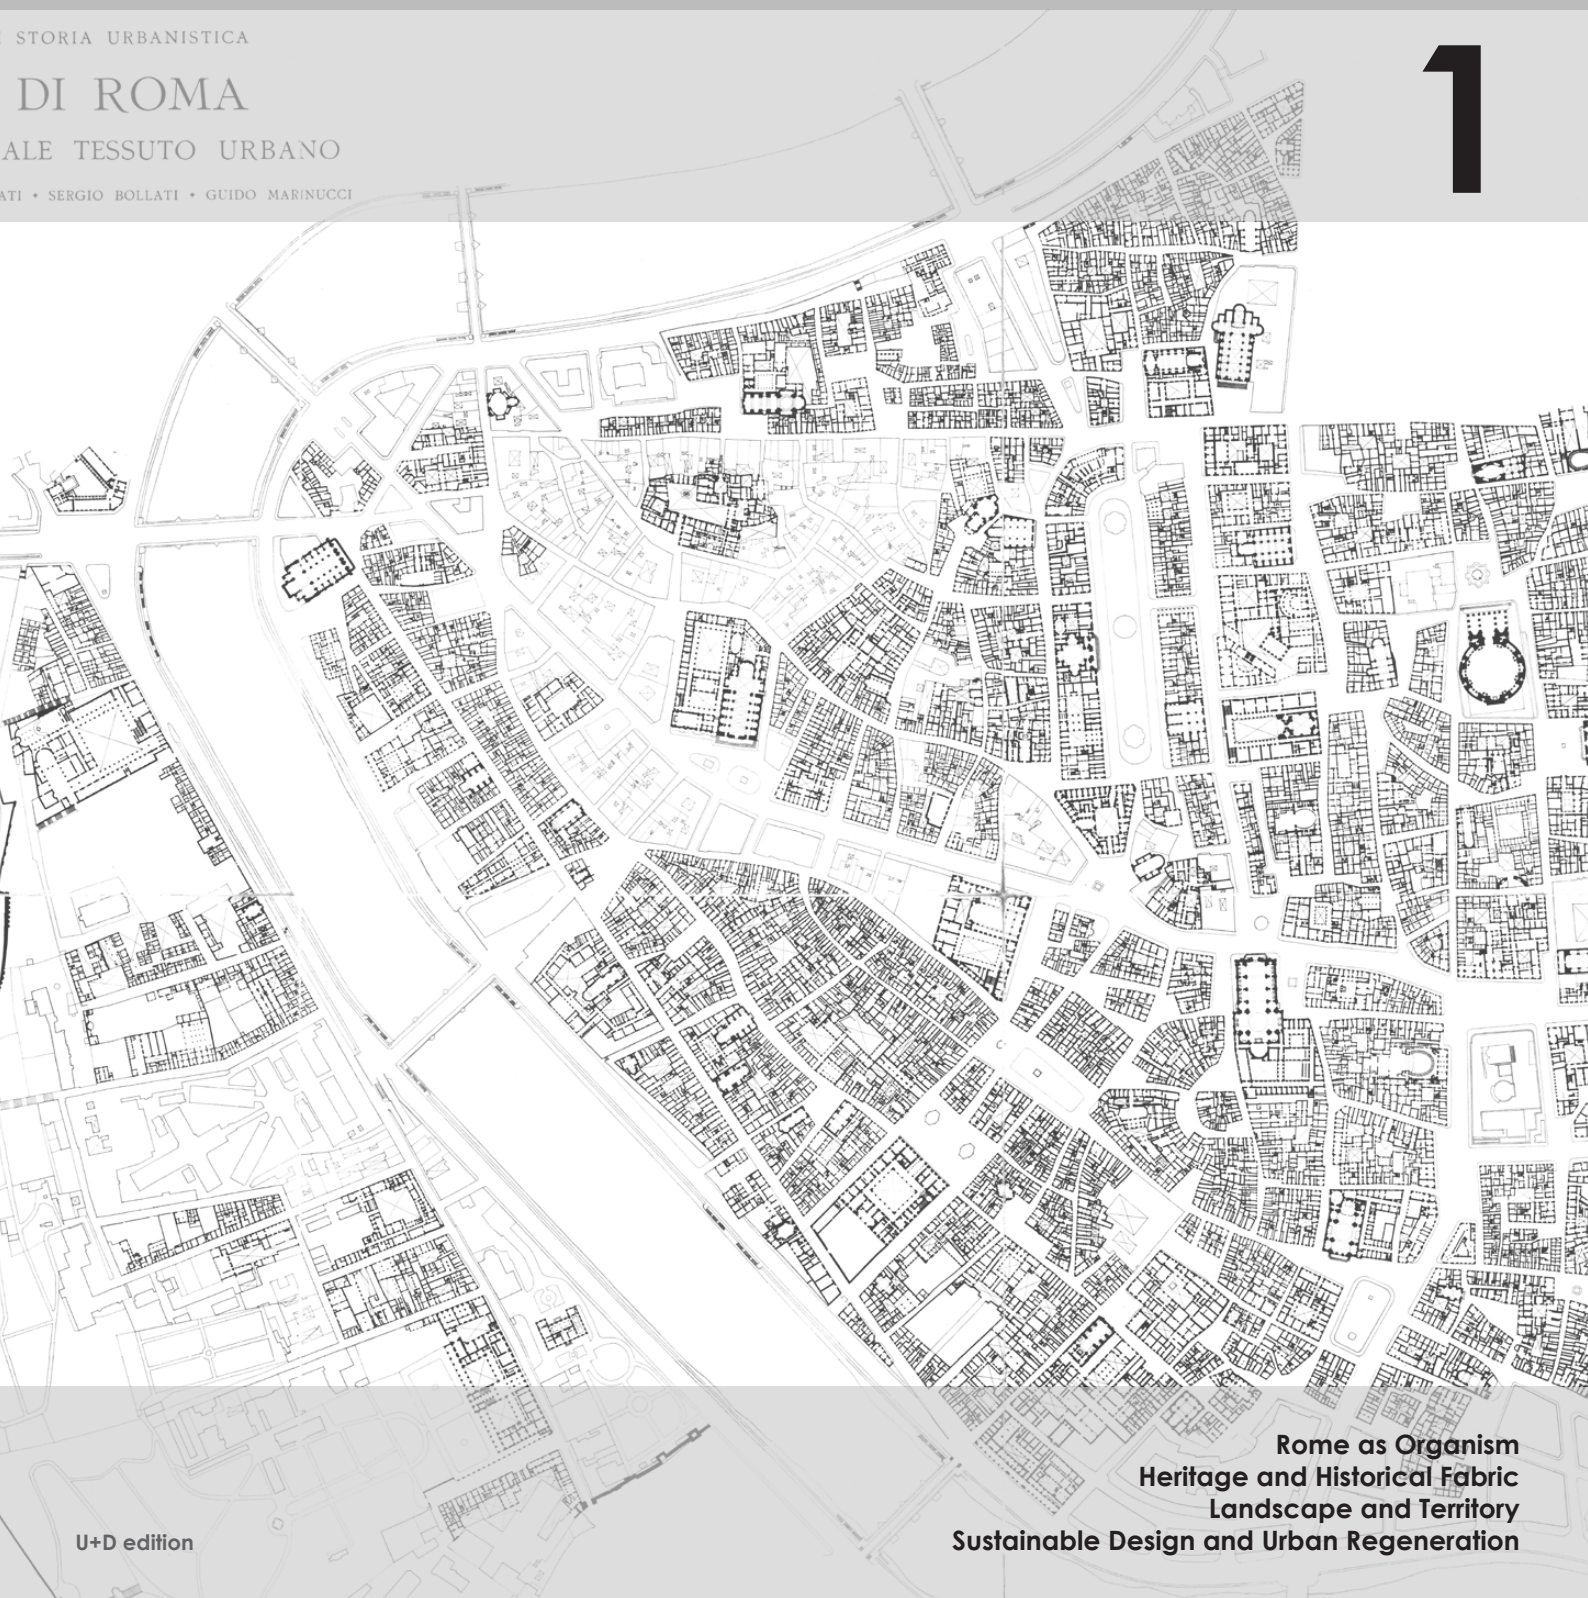 STORIA URBANISTICA
DI ROMA
ALE TESSUTO URBANO
ATI • SERGIO BOLLATI • GUIDO MARINUCCI
1
Rome as Organism
Heritage and Historical Fabric
Landscape and Territory
Sustainable Design and Urban Regeneration
U+D edition